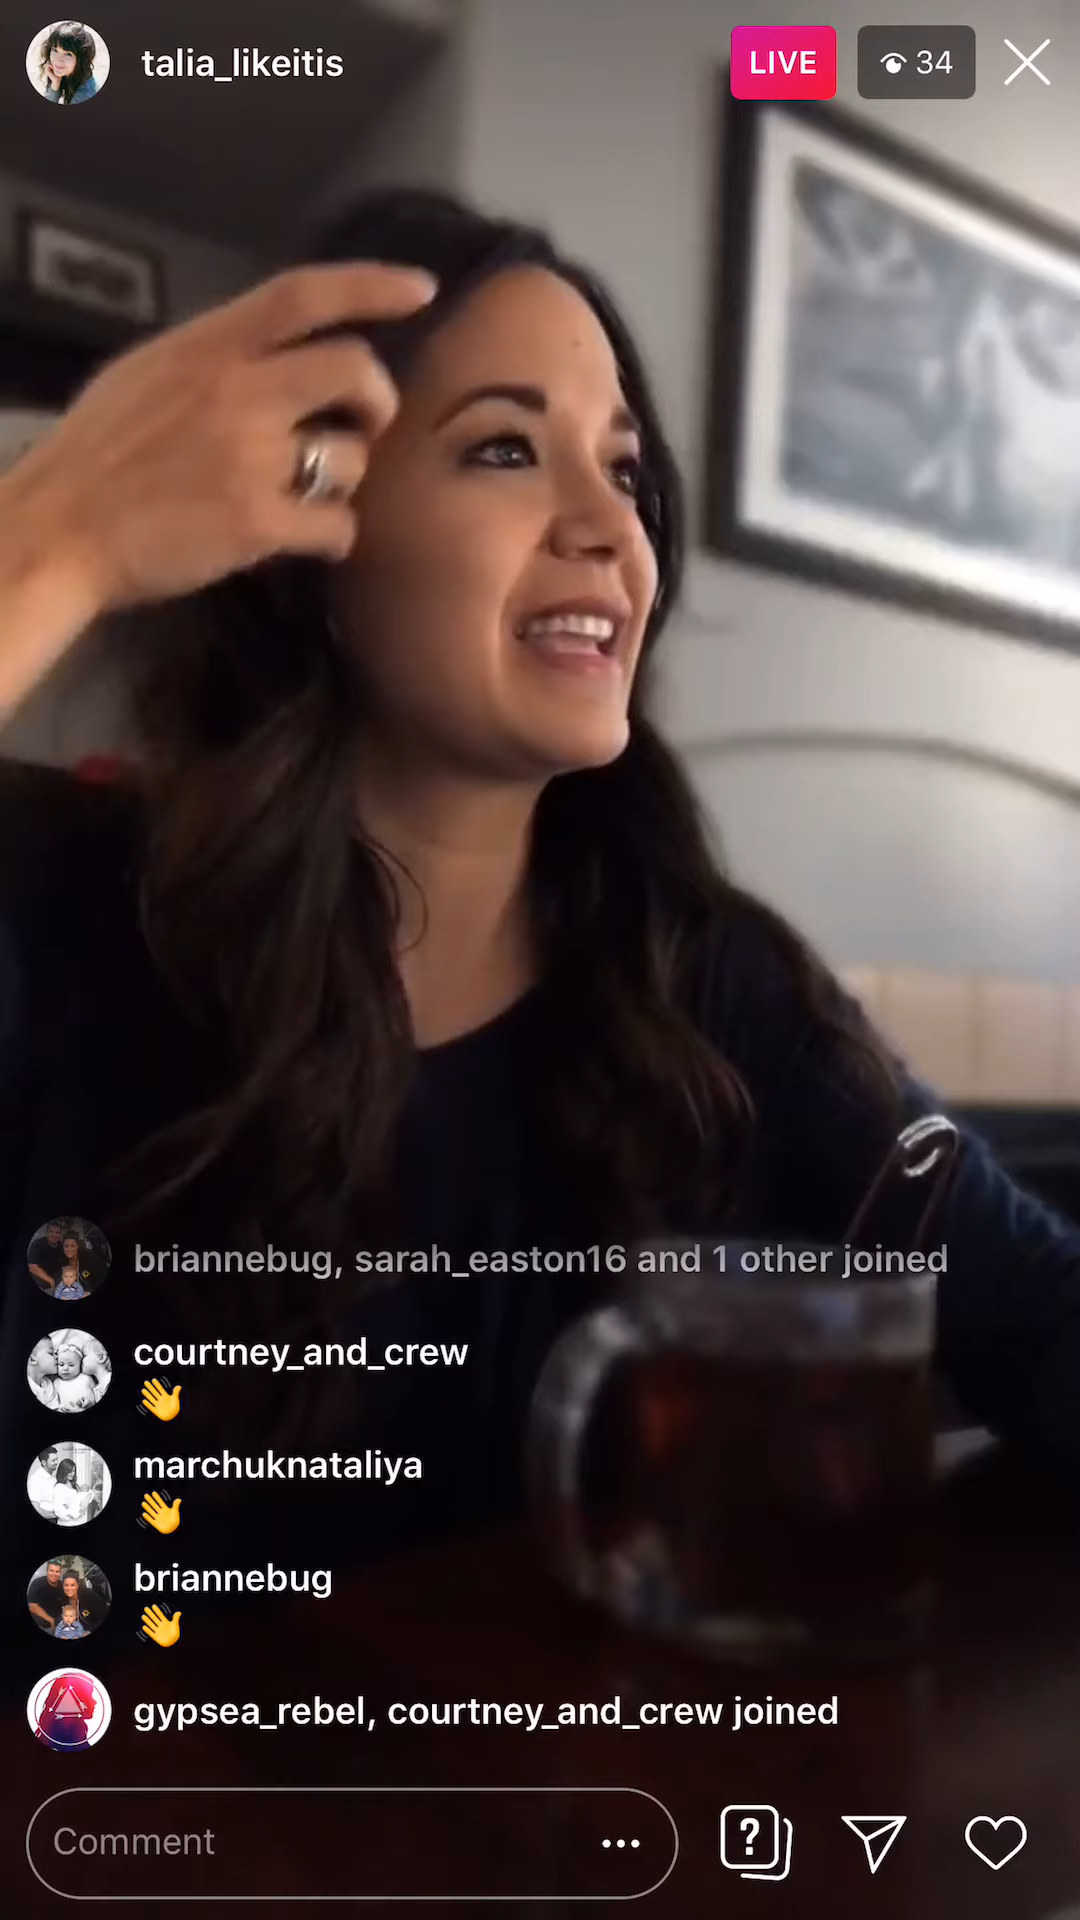 talia_likeitis
LIVE
34
briannebug, sarah_easton16 and 1 other joined
courtney_and_crew
👋
marchuknataliya
👋
briannebug
👋
gypsea_rebel, courtney_and_crew joined
Comment
?